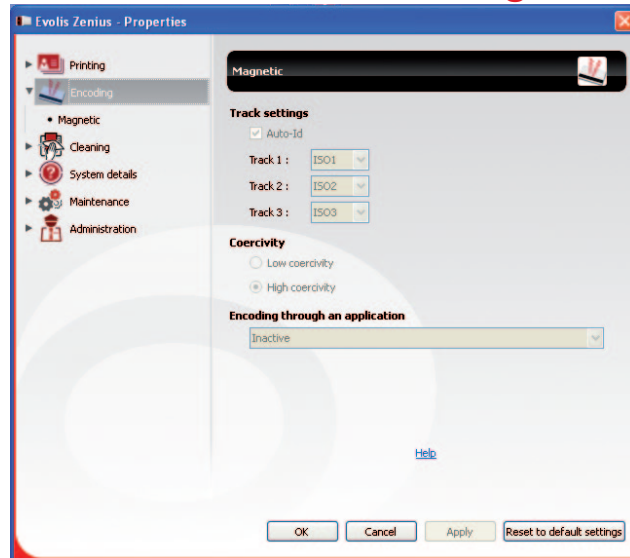 Evolis Zenius - Properties
Printing
Encoding
Magnetic
Cleaning
System details
Maintenance
Administration
Magnetic
Track settings
Auto-Id
Track 1 : ISO1
Track 2 : ISO2
Track 3 : ISO3
Coercivity
Low coercivity
High coercivity
Encoding through an application
Inactive
Help
OK Cancel Apply Reset to default settings